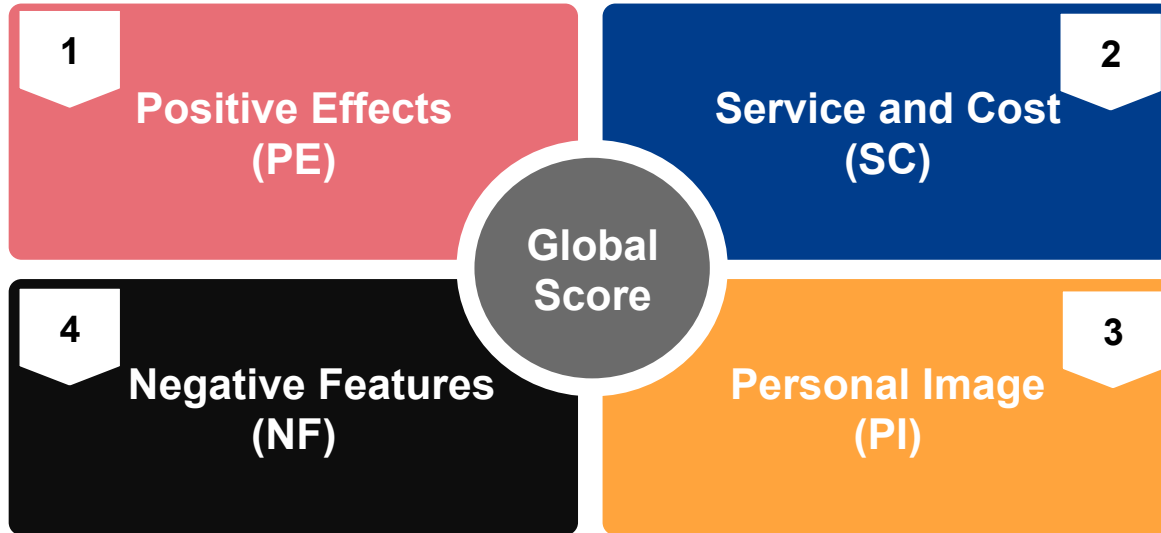 1
Positive Effects
(PE)
2
Service and Cost
(SC)
Global
Score
4
Negative Features
(NF)
3
Personal Image
(PI)